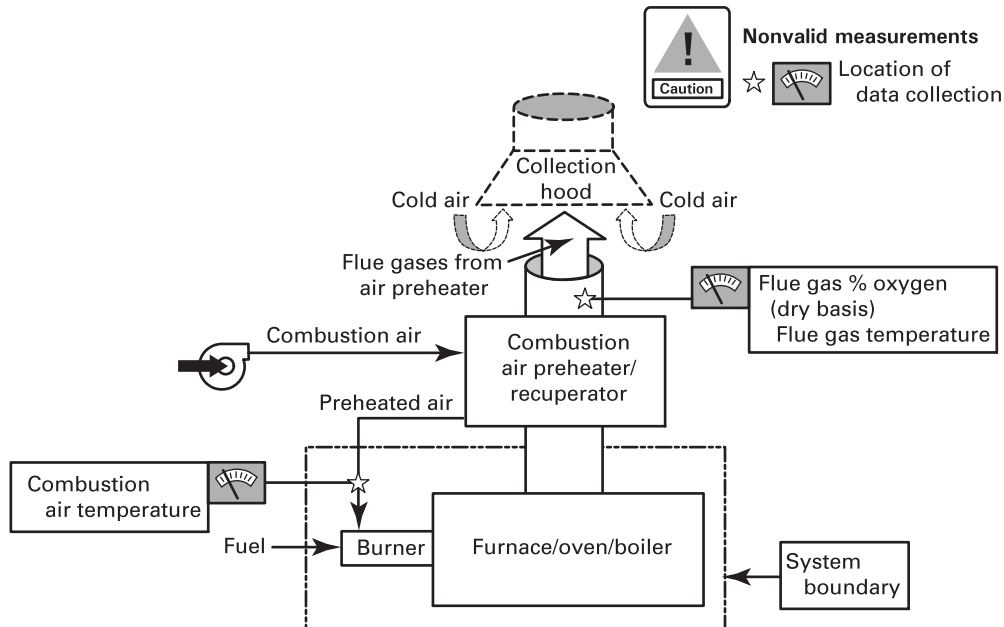 !
Caution
Nonvalid measurements
Location of
data collection
Collection
hood
Cold air
Cold air
Flue gases from
air preheater
Flue gas % oxygen
(dry basis)
Flue gas temperature
Combustion air
Combustion
air preheater/
recuperator
Preheated air
Combustion
air temperature
Fuel
Burner
Furnace/oven/boiler
System
boundary